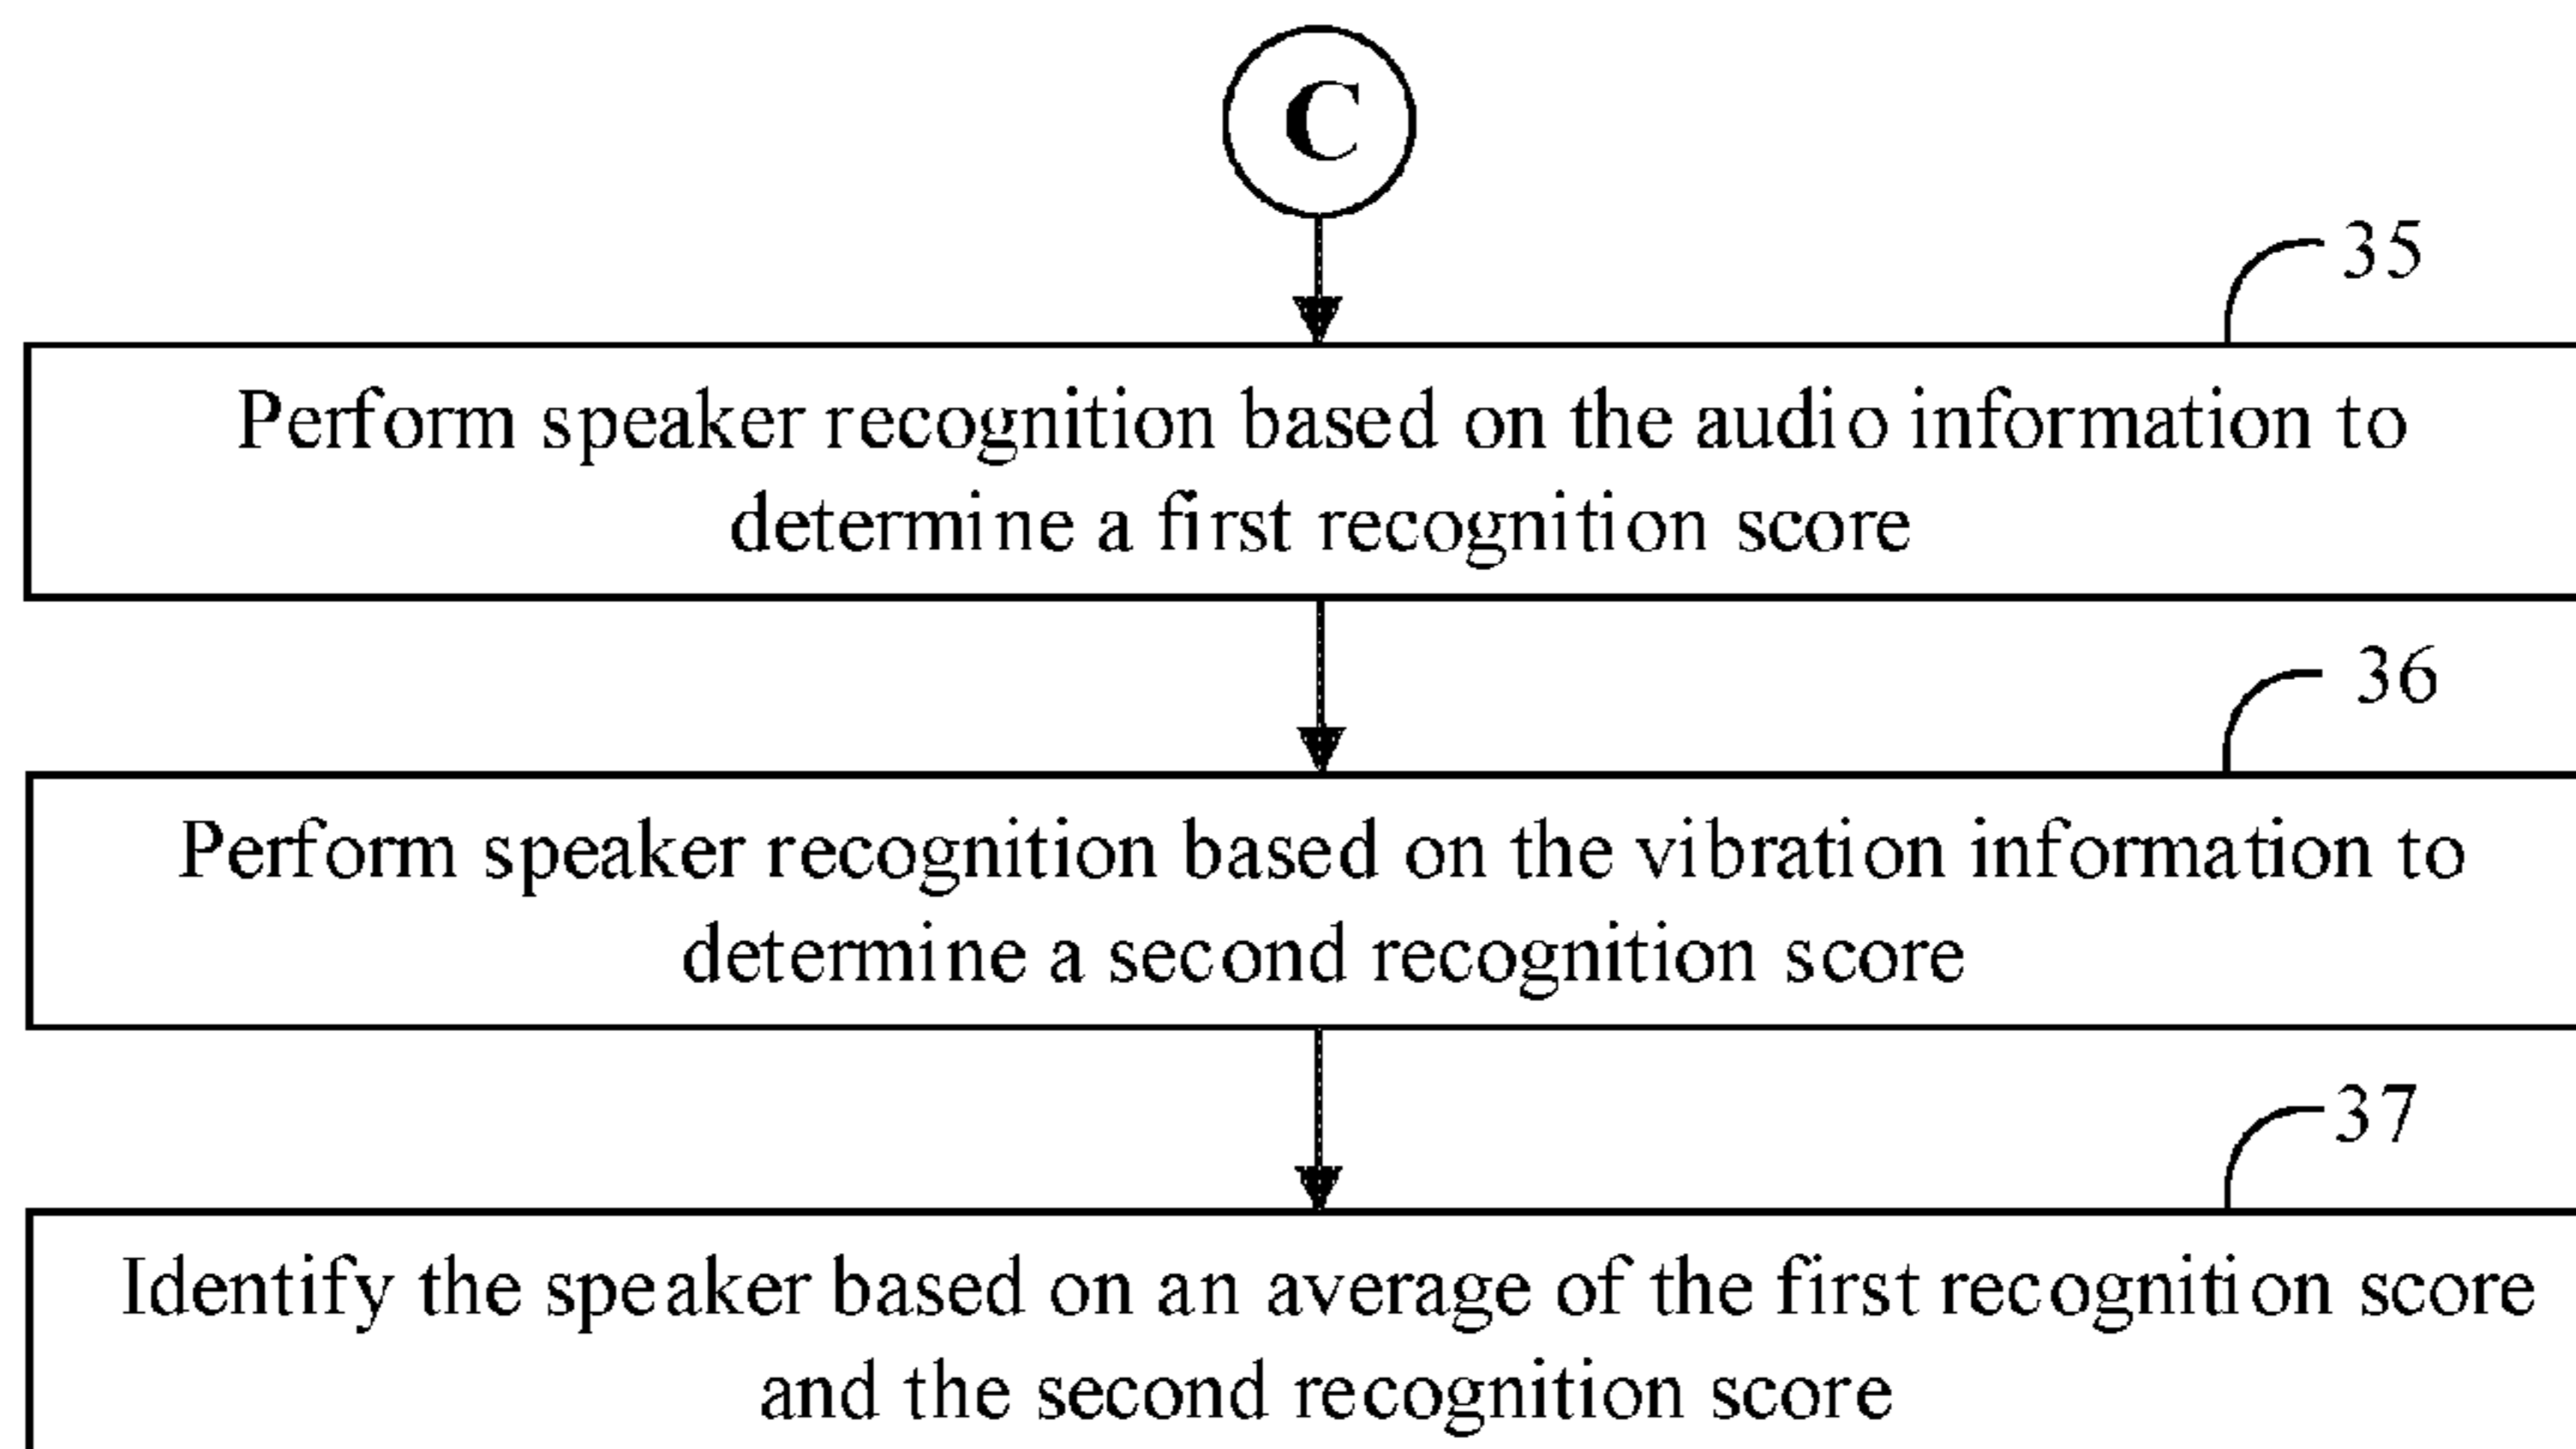 C
35
Perform speaker recognition based on the audio information to
determine a first recognition score
36
Perform speaker recognition based on the vibration information to
determine a second recognition score
37
Identify the speaker based on an average of the first recognition score
and the second recognition score